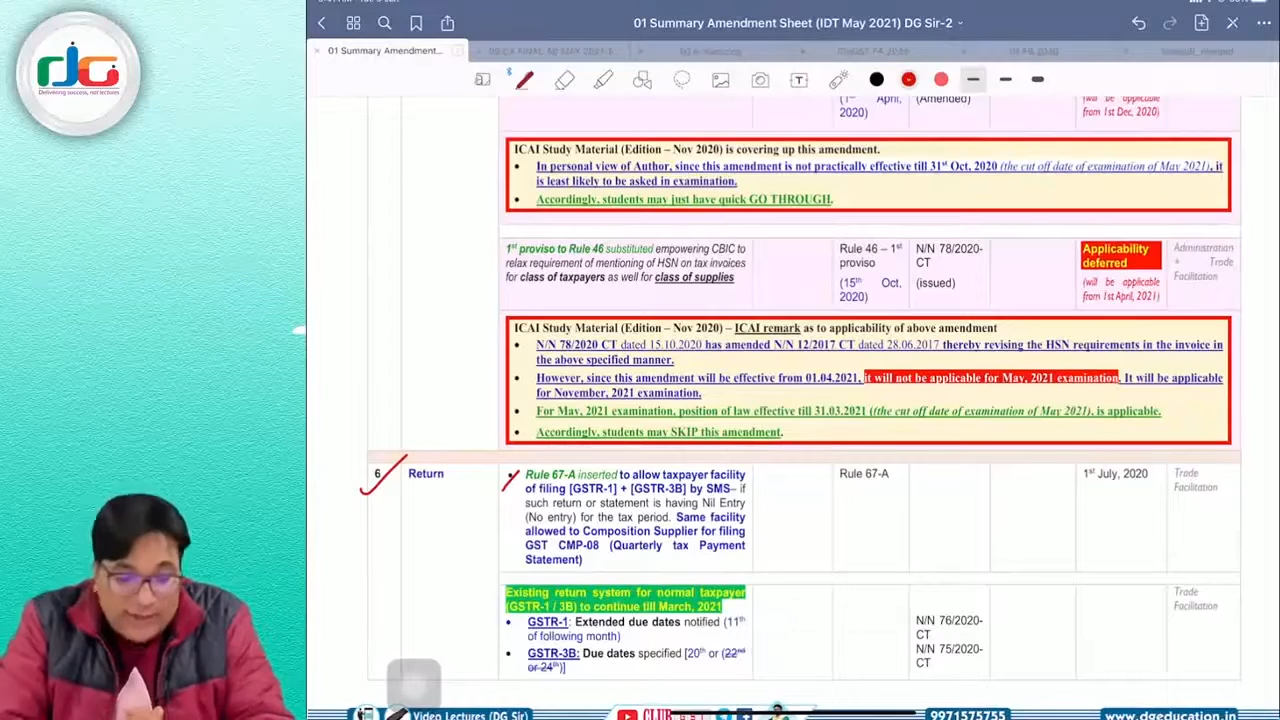 01 Summary Amendment Sheet (IDT May 2021) DG Sir-2
01 Summary Amendment...
Delivering success, not lectures
(1st April, 2020)
(Amended)
(will be applicable from 1st Dec, 2020)
ICAI Study Material (Edition – Nov 2020) is covering up this amendment.
• In personal view of Author, since this amendment is not practically effective till 31st Oct, 2020 (the cut off date of examination of May 2021), it
is least likely to be asked in examination.
• Accordingly, students may just have quick GO THROUGH.
1st proviso to Rule 46 substituted empowering CBIC to
relax requirement of mentioning of HSN on tax invoices
for class of taxpayers as well for class of supplies
Rule 46 – 1st
proviso
(15th Oct,
2020)
N/N 78/2020-
CT
(issued)
Applicability
deferred
(will be applicable
from 1st April, 2021)
Administration
+ Trade
Facilitation
ICAI Study Material (Edition – Nov 2020) – ICAI remark as to applicability of above amendment
• N/N 78/2020 CT dated 15.10.2020 has amended N/N 12/2017 CT dated 28.06.2017 thereby revising the HSN requirements in the invoice in
the above specified manner.
• However, since this amendment will be effective from 01.04.2021, it will not be applicable for May, 2021 examination. It will be applicable
for November, 2021 examination.
• For May, 2021 examination, position of law effective till 31.03.2021 ((the cut off date of examination of May 2021), is applicable.
• Accordingly, students may SKIP this amendment.
6
Return
• Rule 67-A inserted to allow taxpayer facility
of filing [GSTR-1] + [GSTR-3B] by SMS– if
such return or statement is having Nil Entry
(No entry) for the tax period. Same facility
allowed to Composition Supplier for filing
GST CMP-08 (Quarterly tax Payment
Statement)
Rule 67-A
1st July, 2020
Trade
Facilitation
Existing return system for normal taxpayer
(GSTR-1 / 3B) to continue till March, 2021
• GSTR-1: Extended due dates notified (11th
of following month)
• GSTR-3B: Due dates specified [20th or (22nd
or 24th)]
N/N 76/2020-
CT
N/N 75/2020-
CT
Trade
Facilitation
Video Lectures (DG Sir)
CLUB
9971575755
www.dgeducation.in